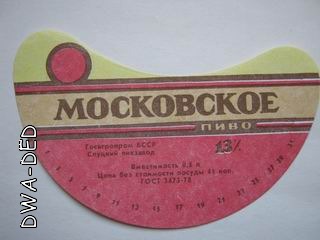 МОСКОВСКОЕ
ПИВО
Госагропром БССР
Слуцкий пивзавод
13%
Вместимость 0,5 л
Цена без стоимости посуды 45 коп.
ГОСТ 3473-78
DWA-DED